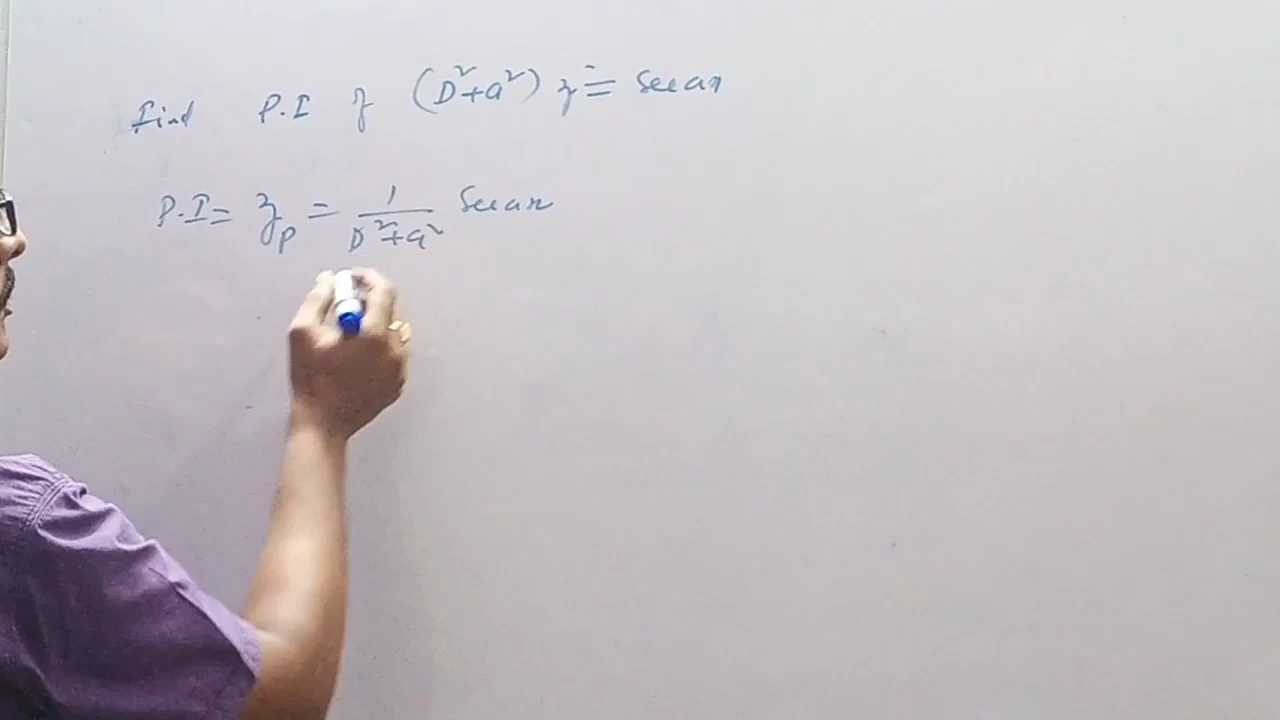 Find P.I of (D²+a²) y = Sec ax
P.I = y_p = 1/(D²+a²) Sec ax